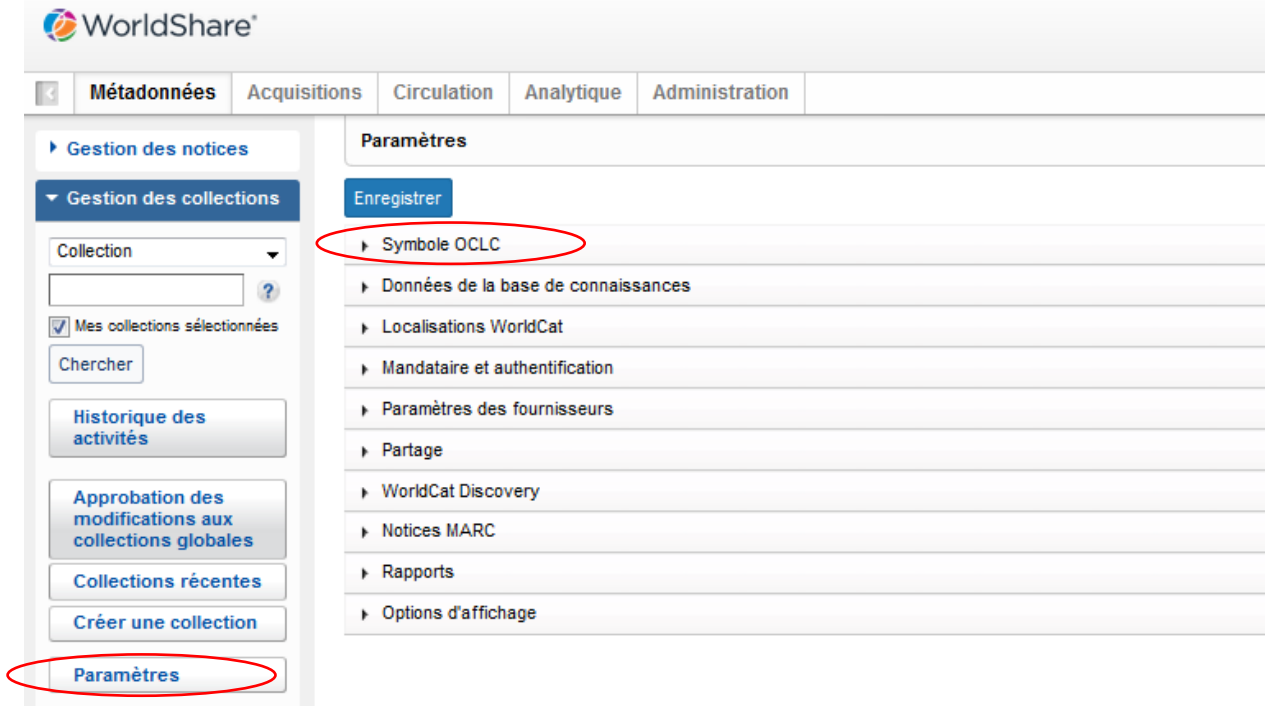 WorldShare®
Métadonnées Acquisitions Circulation Analytique Administration
Gestion des notices
Gestion des collections
Collection
?
Mes collections sélectionnées
Chercher
Historique des
activités
Approbation des
modifications aux
collections globales
Collections récentes
Créer une collection
Paramètres
Paramètres
Enregistrer
Symbole OCLC
Données de la base de connaissances
Localisations WorldCat
Mandataire et authentification
Paramètres des fournisseurs
Partage
WorldCat Discovery
Notices MARC
Rapports
Options d'affichage